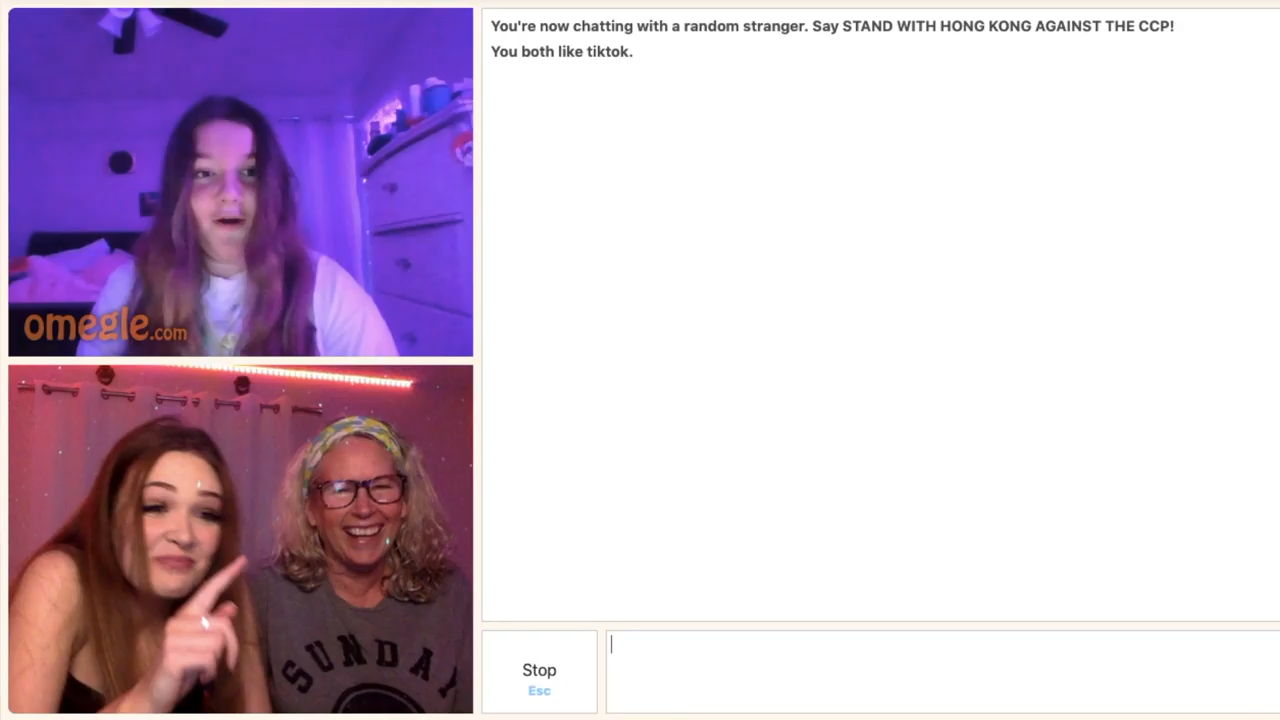 You're now chatting with a random stranger. Say STAND WITH HONG KONG AGAINST THE CCP!
You both like tiktok.
omegle.com
SUNDAY
Stop
Esc